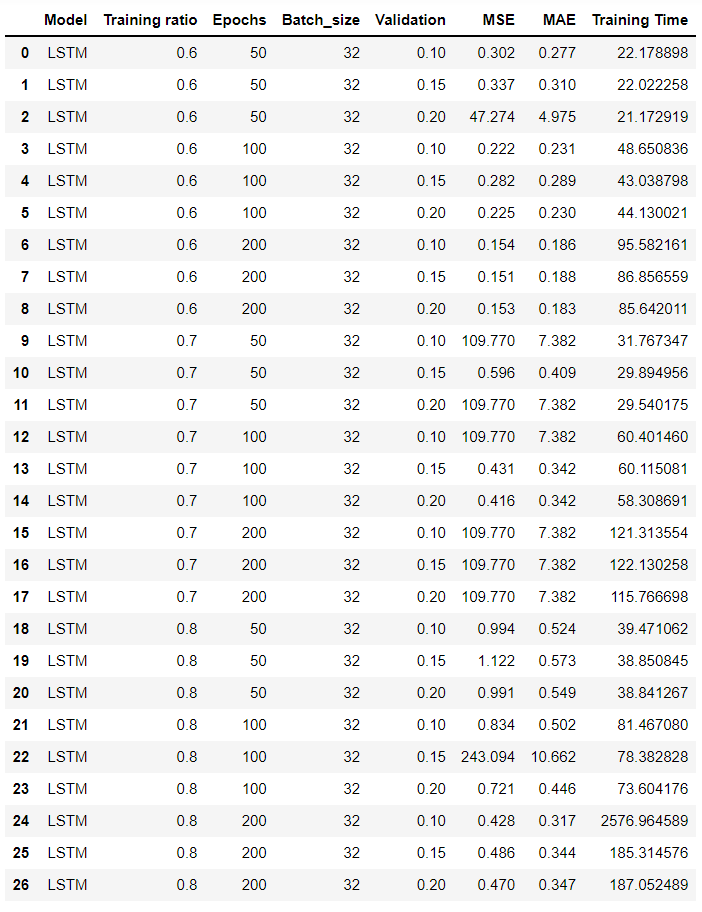 Model Training ratio Epochs Batch_size Validation MSE MAE Training Time
0 LSTM 0.6 50 32 0.10 0.302 0.277 22.178898
1 LSTM 0.6 50 32 0.15 0.337 0.310 22.022258
2 LSTM 0.6 50 32 0.20 47.274 4.975 21.172919
3 LSTM 0.6 100 32 0.10 0.222 0.231 48.650836
4 LSTM 0.6 100 32 0.15 0.282 0.289 43.038798
5 LSTM 0.6 100 32 0.20 0.225 0.230 44.130021
6 LSTM 0.6 200 32 0.10 0.154 0.186 95.582161
7 LSTM 0.6 200 32 0.15 0.151 0.188 86.856559
8 LSTM 0.6 200 32 0.20 0.153 0.183 85.642011
9 LSTM 0.7 50 32 0.10 109.770 7.382 31.767347
10 LSTM 0.7 50 32 0.15 0.596 0.409 29.894956
11 LSTM 0.7 50 32 0.20 109.770 7.382 29.540175
12 LSTM 0.7 100 32 0.10 109.770 7.382 60.401460
13 LSTM 0.7 100 32 0.15 0.431 0.342 60.115081
14 LSTM 0.7 100 32 0.20 0.416 0.342 58.308691
15 LSTM 0.7 200 32 0.10 109.770 7.382 121.313554
16 LSTM 0.7 200 32 0.15 109.770 7.382 122.130258
17 LSTM 0.7 200 32 0.20 109.770 7.382 115.766698
18 LSTM 0.8 50 32 0.10 0.994 0.524 39.471062
19 LSTM 0.8 50 32 0.15 1.122 0.573 38.850845
20 LSTM 0.8 50 32 0.20 0.991 0.549 38.841267
21 LSTM 0.8 100 32 0.10 0.834 0.502 81.467080
22 LSTM 0.8 100 32 0.15 243.094 10.662 78.382828
23 LSTM 0.8 100 32 0.20 0.721 0.446 73.604176
24 LSTM 0.8 200 32 0.10 0.428 0.317 2576.964589
25 LSTM 0.8 200 32 0.15 0.486 0.344 185.314576
26 LSTM 0.8 200 32 0.20 0.470 0.347 187.052489